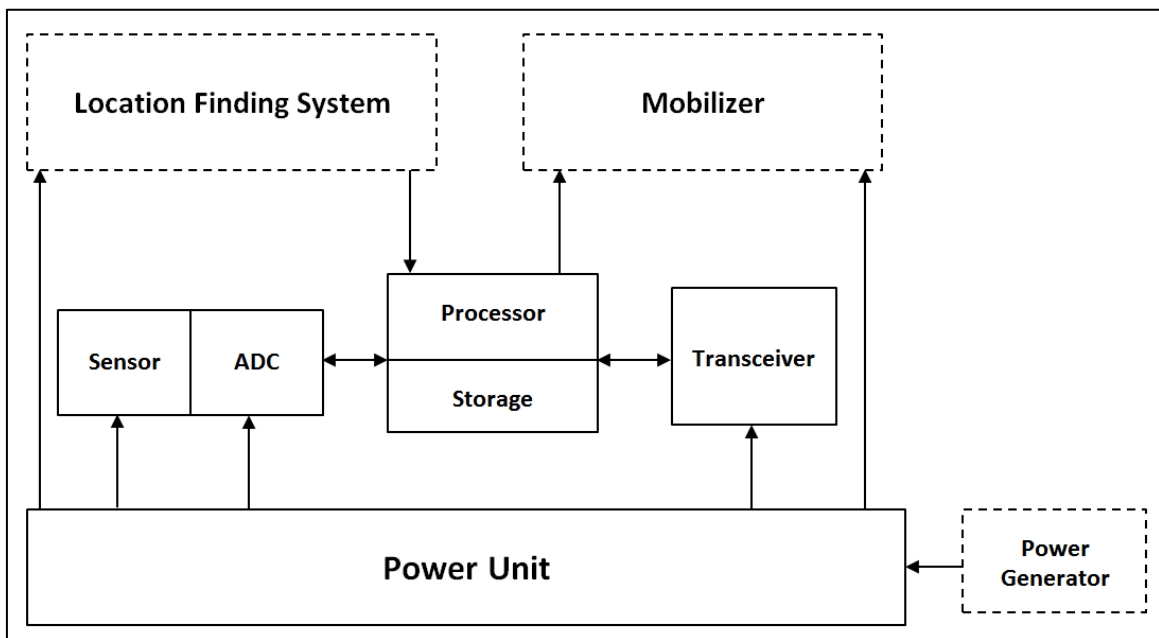 Location Finding System
Mobilizer
Processor
Sensor
ADC
Transceiver
Storage
Power Unit
Power
Generator